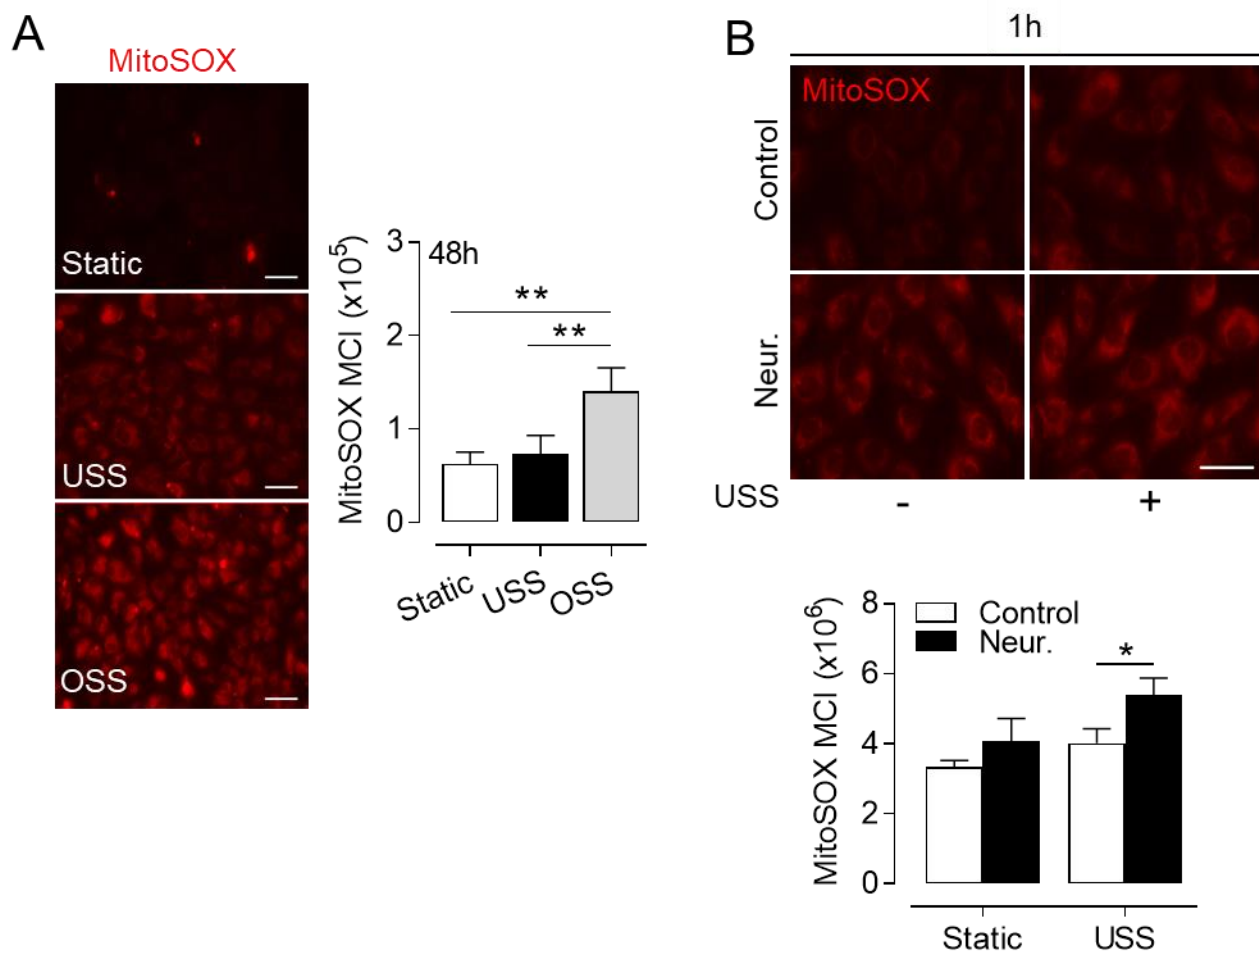 A
MitoSOX
Static
USS
OSS
MitoSOX MCI (x10⁵)
3
2
1
0
48h
**
**
Static
USS
OSS
B
1h
MitoSOX
Control
Neur.
USS
-
+
MitoSOX MCI (x10⁶)
8
6
4
2
0
Control
Neur.
*
Static
USS